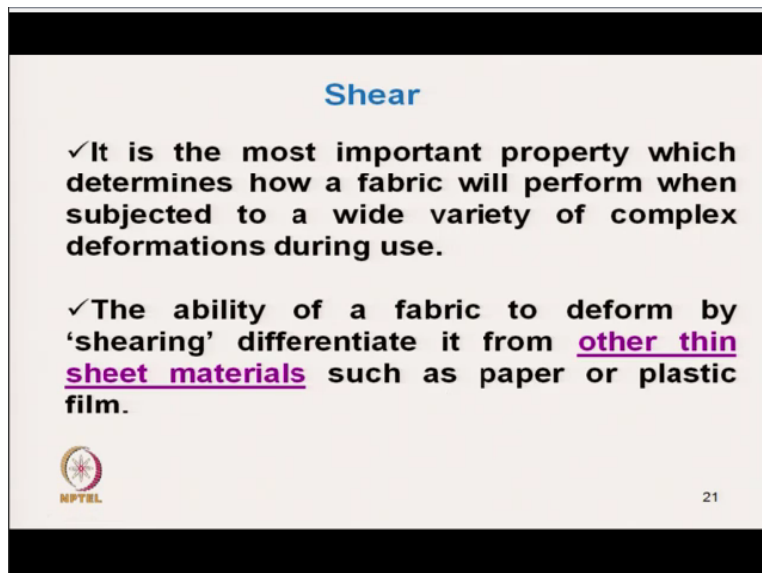 Shear
✓It is the most important property which
determines how a fabric will perform when
subjected to a wide variety of complex
deformations during use.
✓The ability of a fabric to deform by
‘shearing’ differentiate it from other thin
sheet materials such as paper or plastic
film.
NPTEL
21